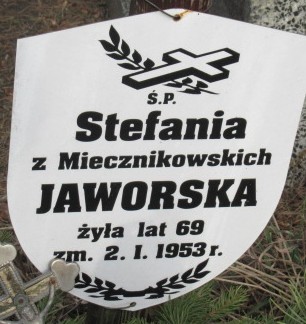 Ś.P.
Stefania
z Miecznikowskich
JAWORSKA
żyła lat 69
zm. 2. I. 1953 r.